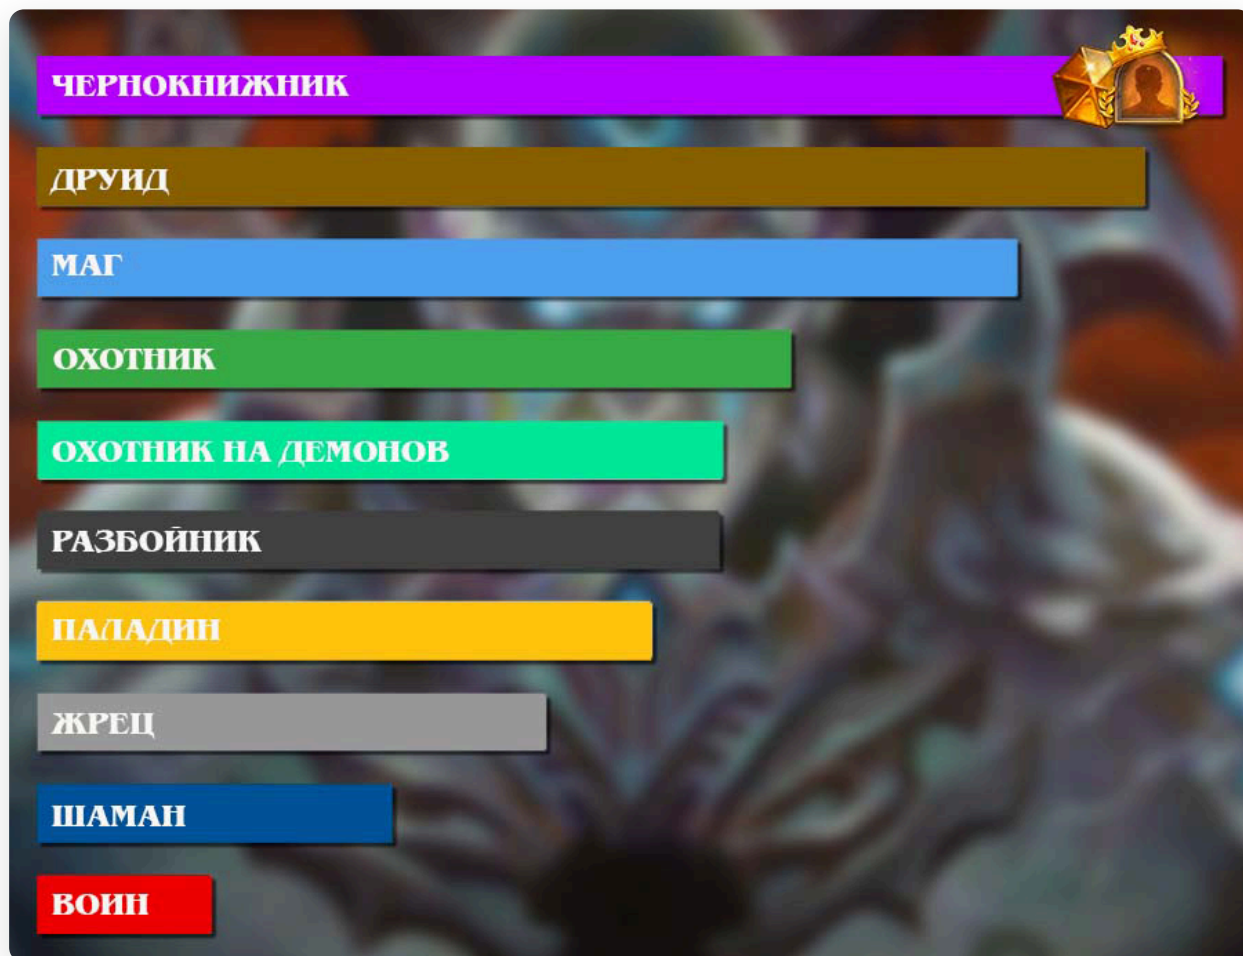 ЧЕРНОКНИЖНИК
ДРУИД
МАГ
ОХОТНИК
ОХОТНИК НА ДЕМОНОВ
РАЗБОЙНИК
ПАЛАДИН
ЖРЕЦ
ШАМАН
ВОИН